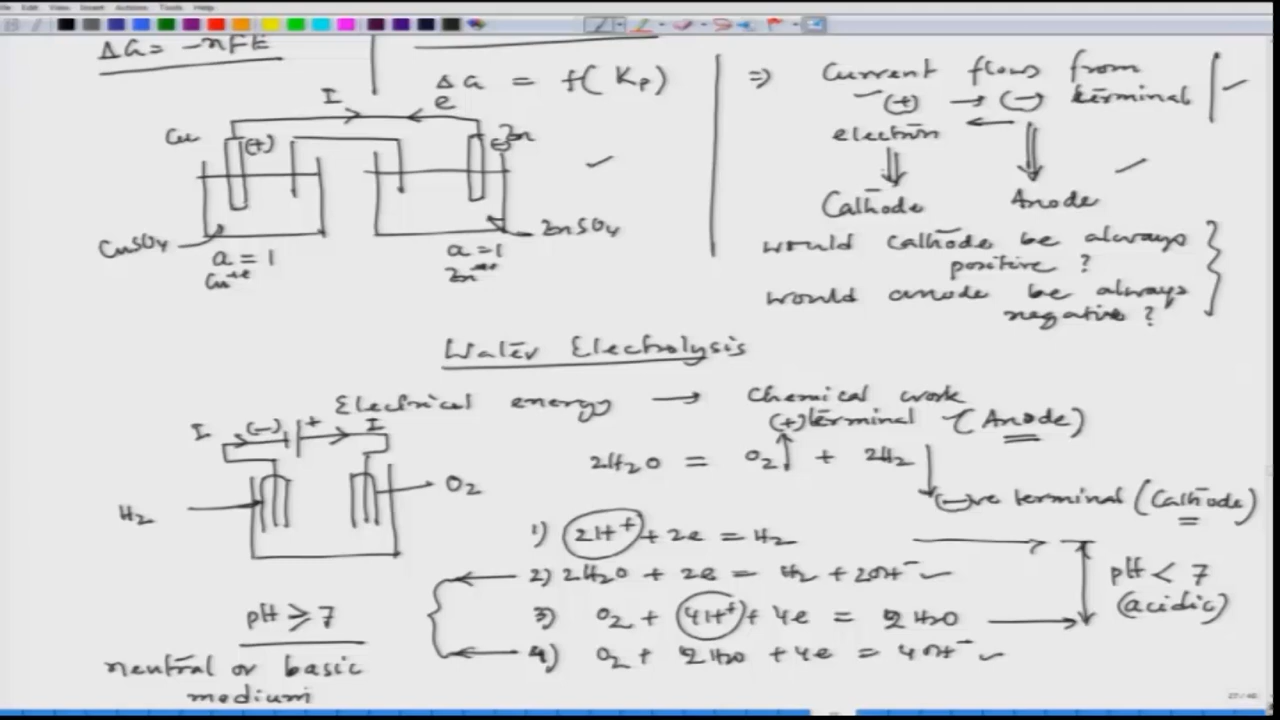 ΔG = -nFE
ΔG = f(Kp)
I
e
Cu
(+)
(-)
Zn
CuSO4
ZnSO4
a = 1
Cu++
a = 1
Zn++
⇒ Current flows from
(+) → (-) terminal
electron ←
Cathode Anode
would cathode be always
positive ?
would anode be always
negative ?
Water Electrolysis
Electrical energy → Chemical work
(+) terminal (Anode)
2H2O = O2↑ + 2H2
(-)ve terminal (Cathode)
I (-) + I
H2
O2
1) 2H+ + 2e = H2
2) 2H2O + 2e = H2 + 2OH-
3) O2 + 4H+ + 4e = 2H2O
4) O2 + 2H2O + 4e = 4OH-
pH < 7
(acidic)
pH ≥ 7
neutral or basic
medium
27 / 48